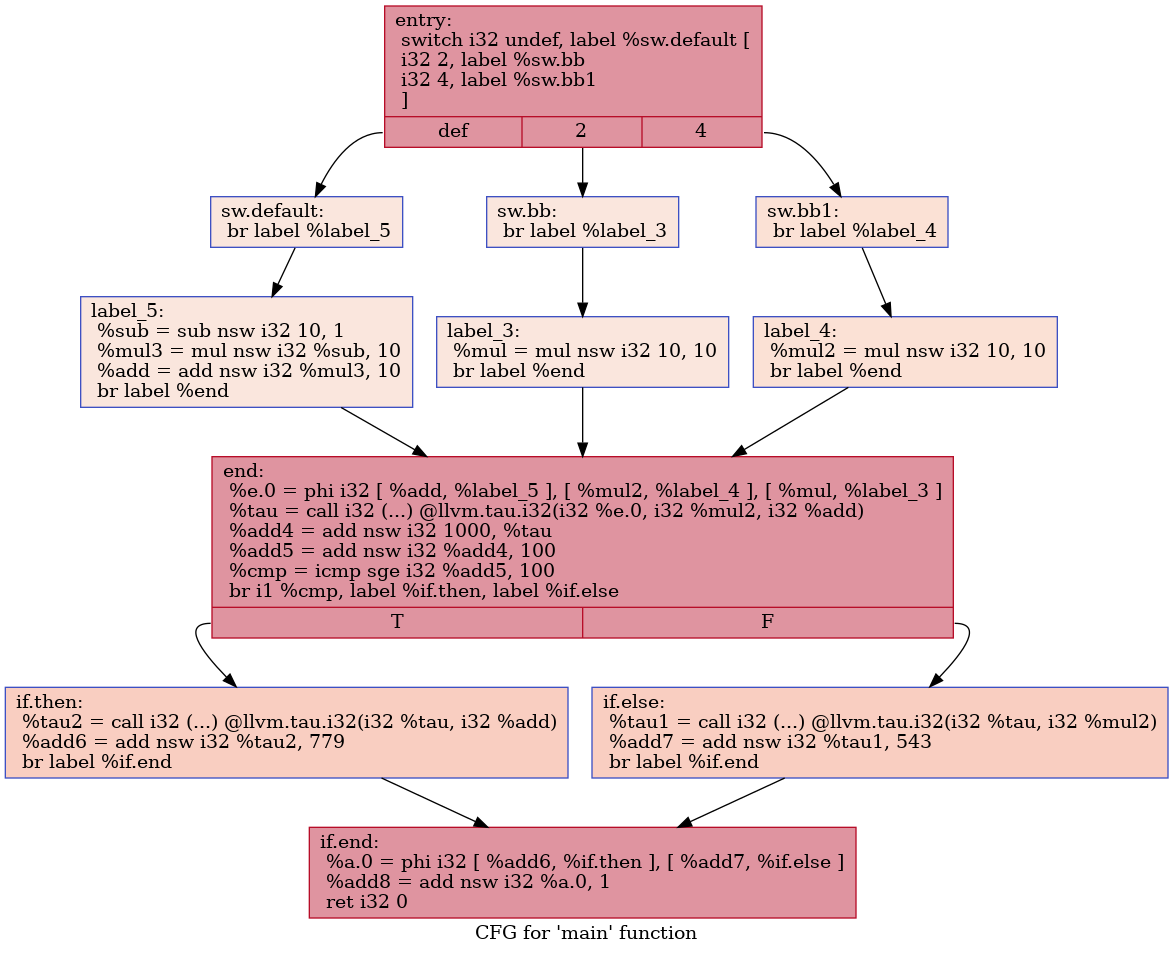 entry:
switch i32 undef, label %sw.default [
i32 2, label %sw.bb
i32 4, label %sw.bb1
]
def 2 4
sw.default:
br label %label_5
sw.bb:
br label %label_3
sw.bb1:
br label %label_4
label_5:
%sub = sub nsw i32 10, 1
%mul3 = mul nsw i32 %sub, 10
%add = add nsw i32 %mul3, 10
br label %end
label_3:
%mul = mul nsw i32 10, 10
br label %end
label_4:
%mul2 = mul nsw i32 10, 10
br label %end
end:
%e.0 = phi i32 [ %add, %label_5 ], [ %mul2, %label_4 ], [ %mul, %label_3 ]
%tau = call i32 (...) @llvm.tau.i32(i32 %e.0, i32 %mul2, i32 %add)
%add4 = add nsw i32 1000, %tau
%add5 = add nsw i32 %add4, 100
%cmp = icmp sge i32 %add5, 100
br i1 %cmp, label %if.then, label %if.else
T F
if.then:
%tau2 = call i32 (...) @llvm.tau.i32(i32 %tau, i32 %add)
%add6 = add nsw i32 %tau2, 779
br label %if.end
if.else:
%tau1 = call i32 (...) @llvm.tau.i32(i32 %tau, i32 %mul2)
%add7 = add nsw i32 %tau1, 543
br label %if.end
if.end:
%a.0 = phi i32 [ %add6, %if.then ], [ %add7, %if.else ]
%add8 = add nsw i32 %a.0, 1
ret i32 0
CFG for 'main' function